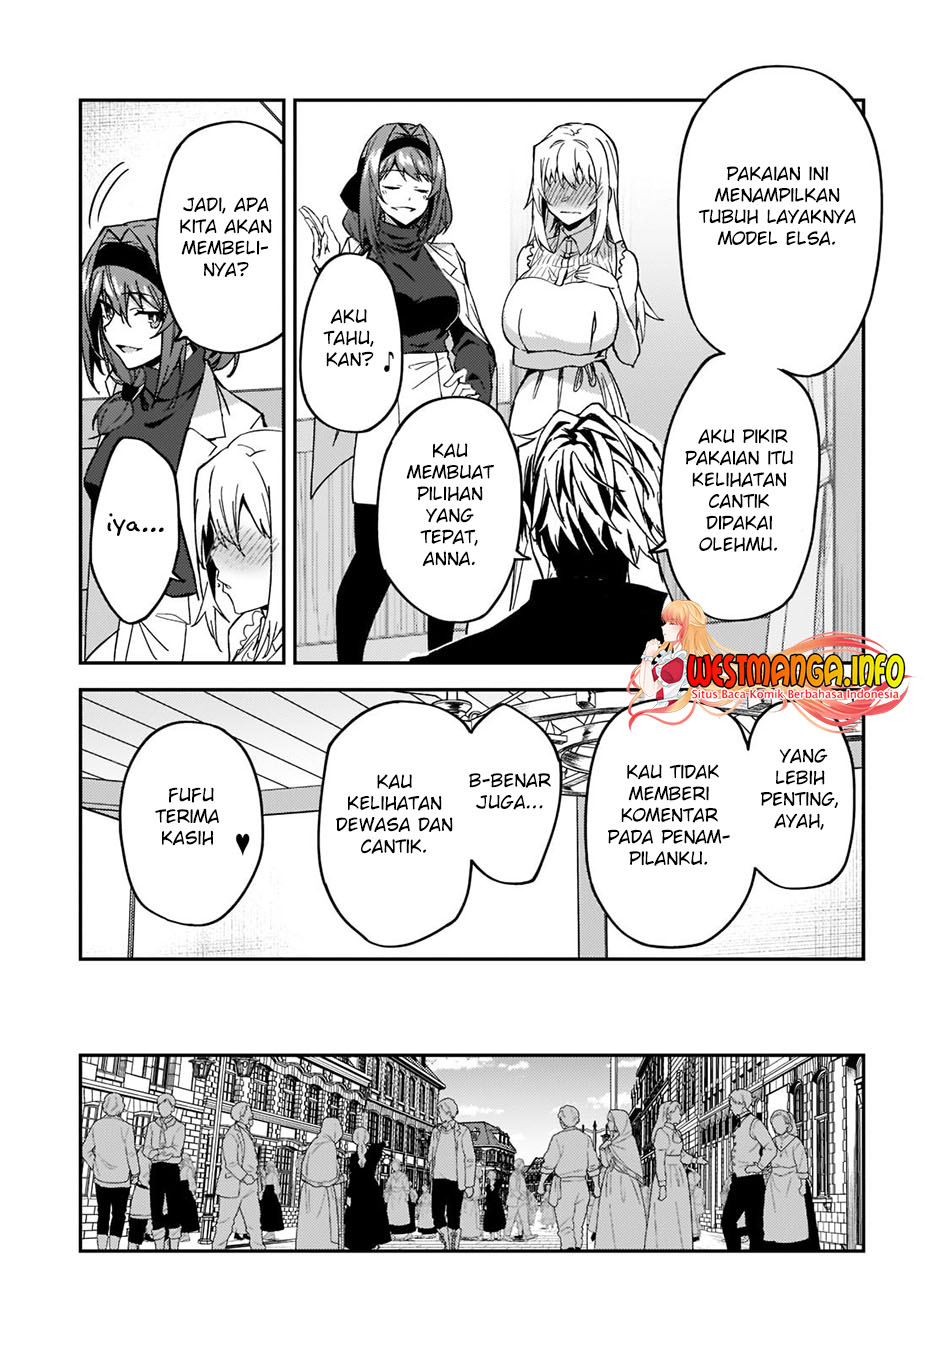 PAKAIAN INI
MENAMPILKAN
TUBUH LAYAKNYA
MODEL ELSA.
AKU PIKIR
PAKAIAN ITU
KELIHATAN
CANTIK
DIPAKAI
OLEHMU.
AKU
TAHU,
KAN? ♪
KAU
MEMBUAT
PILIHAN
YANG
TEPAT,
ANNA.
JADI, APA
KITA AKAN
MEMBELI-
NYA?
iya...
WESTMANGA.INFO
Situs Baca Komik Berbahasa Indonesia
YANG
LEBIH
PENTING,
AYAH,
KAU TIDAK
MEMBERI
KOMENTAR
PADA PENAM-
PILANKU.
B-BENAR
JUGA...
KAU
KELIHATAN
DEWASA DAN
CANTIK.
FUFU
TERIMA
KASIH ♥